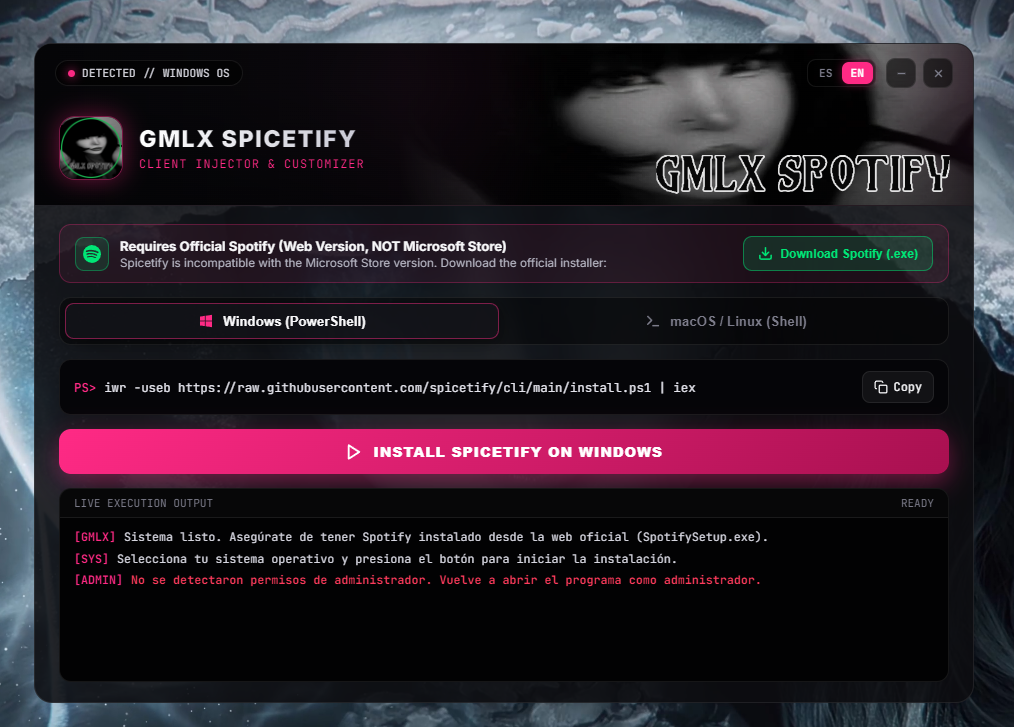 DETECTED // WINDOWS OS
ES
EN
GMLX SPICETIFY
CLIENT INJECTOR & CUSTOMIZER
GMLX SPOTIFY
Requires Official Spotify (Web Version, NOT Microsoft Store)
Spicetify is incompatible with the Microsoft Store version. Download the official installer:
Download Spotify (.exe)
Windows (PowerShell)
macOS / Linux (Shell)
PS> iwr -useb https://raw.githubusercontent.com/spicetify/cli/main/install.ps1 | iex
Copy
INSTALL SPICETIFY ON WINDOWS
LIVE EXECUTION OUTPUT
READY
[GMLX] Sistema listo. Asegúrate de tener Spotify instalado desde la web oficial (SpotifySetup.exe).
[SYS] Selecciona tu sistema operativo y presiona el botón para iniciar la instalación.
[ADMIN] No se detectaron permisos de administrador. Vuelve a abrir el programa como administrador.